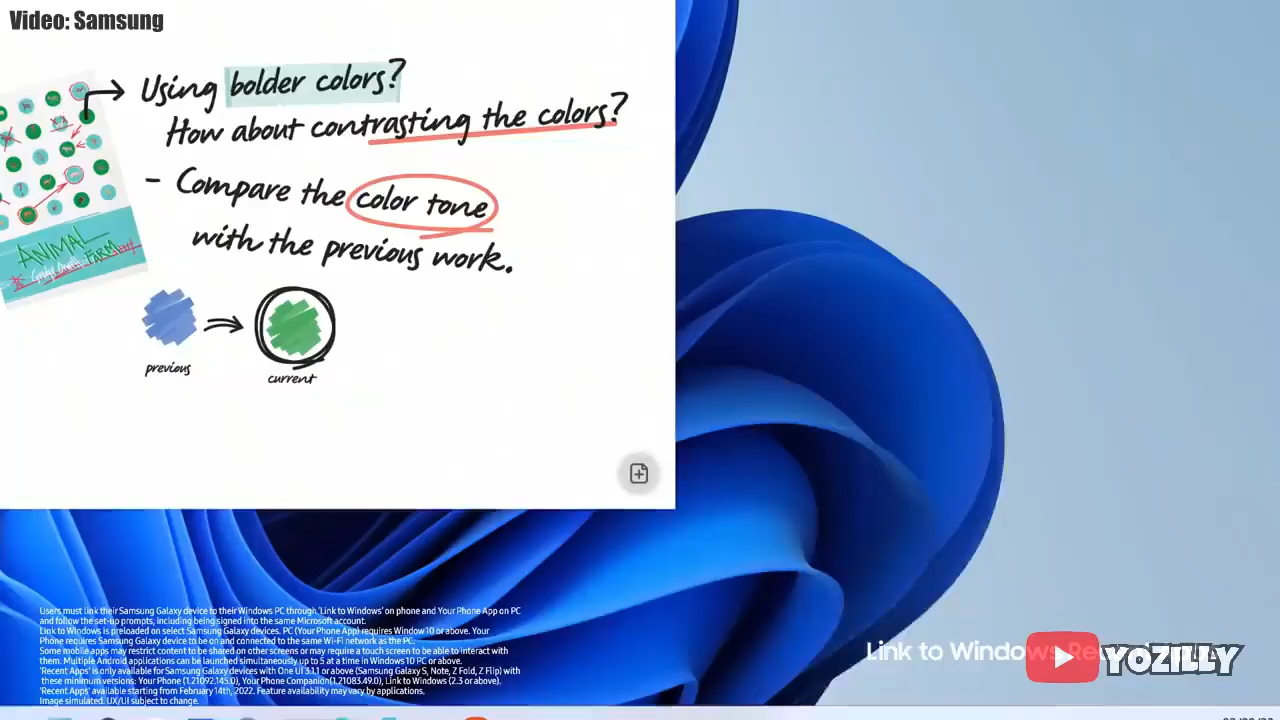 Video: Samsung
Using bolder colors?
How about contrasting the colors?
- Compare the color tone
with the previous work.
ANIMAL
FARM
previous
current
Users must link their Samsung Galaxy device to their Windows PC through 'Link to Windows' on phone and Your Phone App on PC
and follow the set-up prompts, including being signed into the same Microsoft account.
Link to Windows is preloaded on select Samsung Galaxy devices. PC (Your Phone App) requires Window 10 or above. Your
Phone requires Samsung Galaxy device to be on and connected to the same Wi-Fi network as the PC.
Some mobile apps may restrict content to be shared on other screens or may require a touch screen to be able to interact with
them. Multiple Android applications can be launched simultaneously up to 5 at a time in Windows 10 PC or above.
'Recent Apps' is only available for Samsung Galaxy devices with One UI 3.1.1 or above (Samsung Galaxy S, Note, Z Fold, Z Flip) with
these minimum versions: Your Phone (1.21092.145.0), Your Phone Companion (1.21083.49.0), Link to Windows (2.3 or above).
'Recent Apps' available starting from February 14th, 2022. Feature availability may vary by applications.
Image simulated. UX/UI subject to change.
Link to Windows
YOZILLY